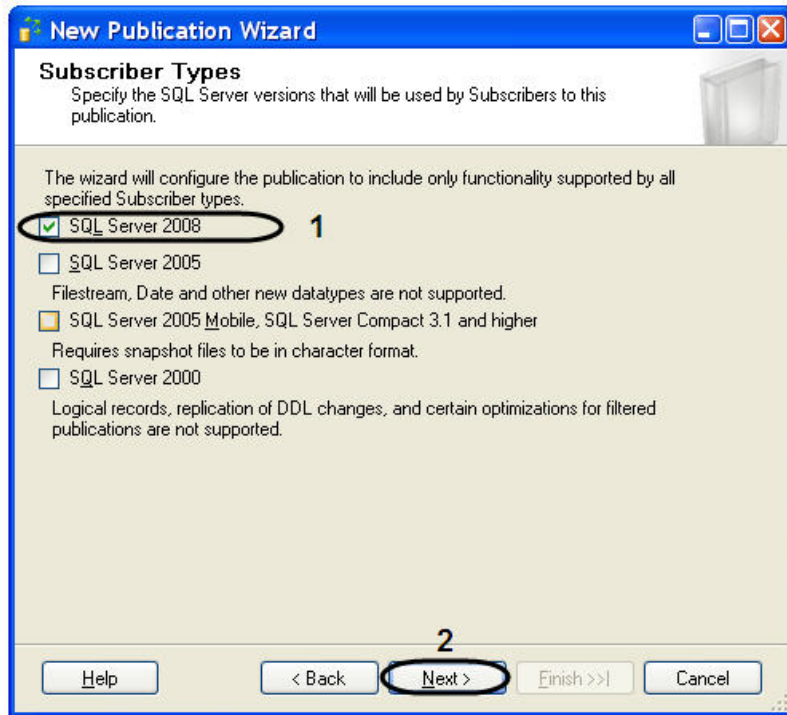 New Publication Wizard
Subscriber Types
Specify the SQL Server versions that will be used by Subscribers to this
publication.
The wizard will configure the publication to include only functionality supported by all
specified Subscriber types.
SQL Server 2008 1
SQL Server 2005
Filestream, Date and other new datatypes are not supported.
SQL Server 2005 Mobile, SQL Server Compact 3.1 and higher
Requires snapshot files to be in character format.
SQL Server 2000
Logical records, replication of DDL changes, and certain optimizations for filtered
publications are not supported.
2
Help < Back Next > Finish >>| Cancel